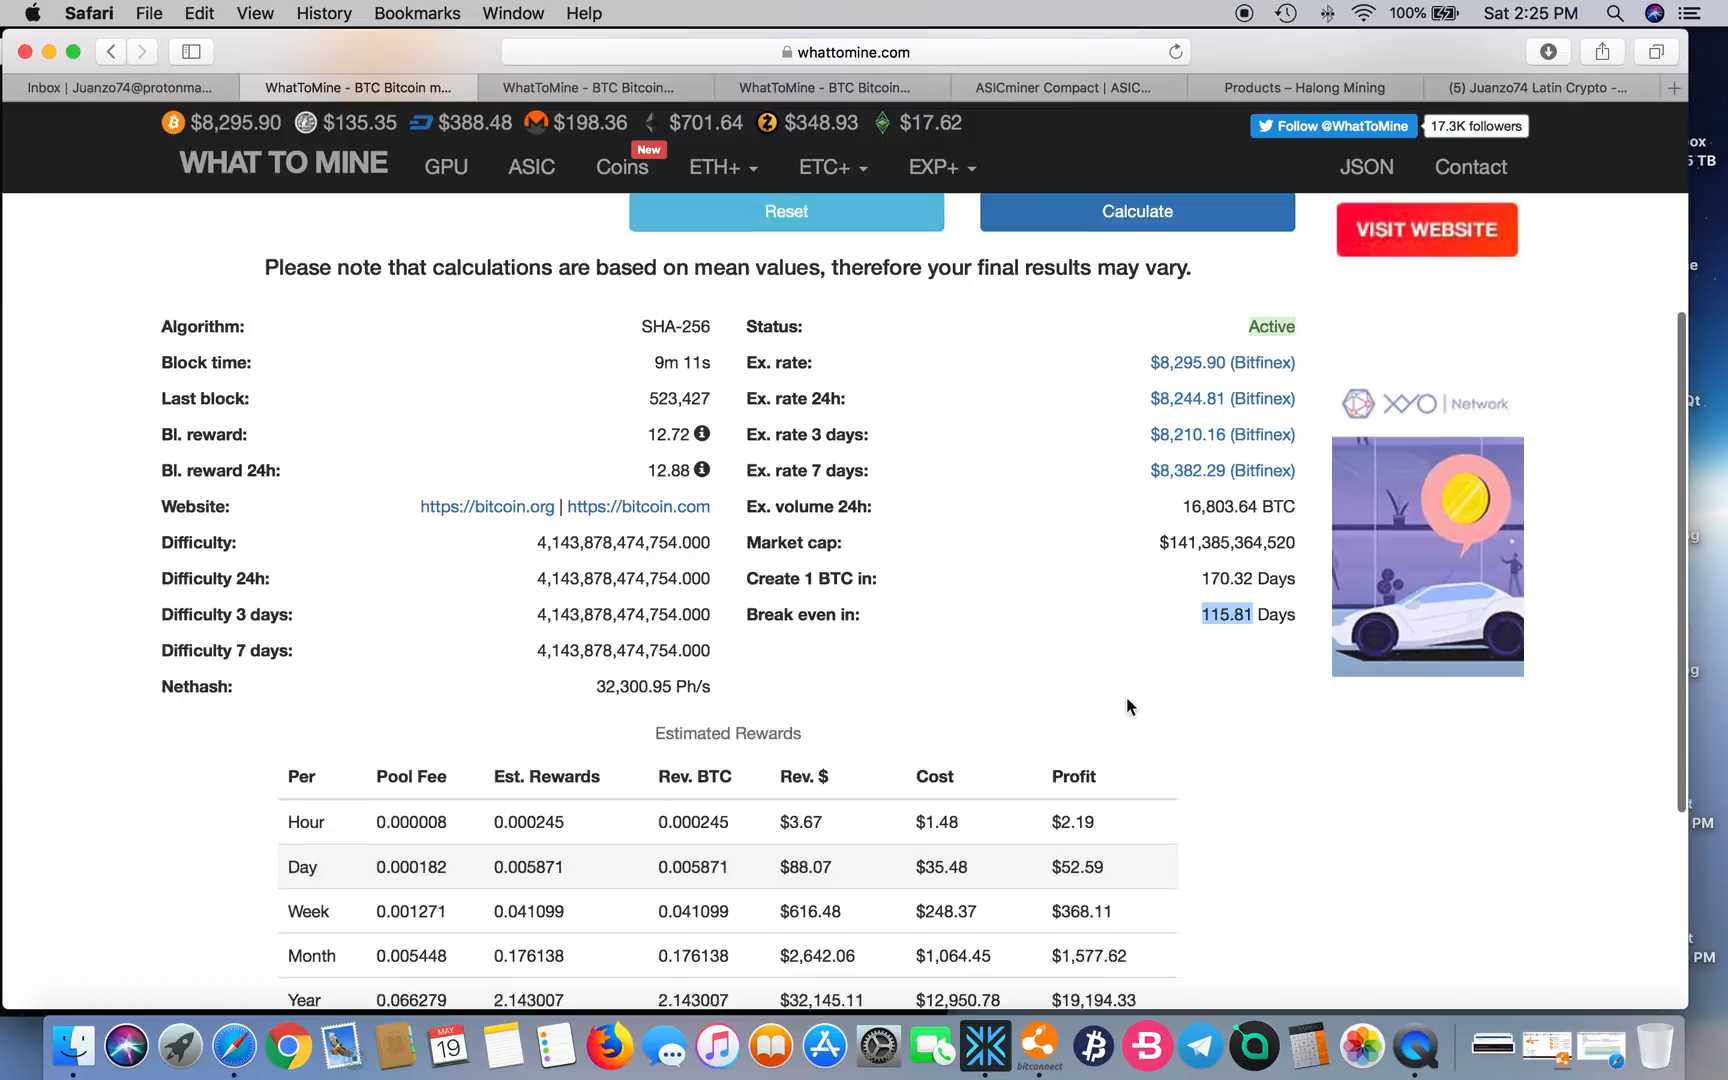 Safari File Edit View History Bookmarks Window Help 100% Sat 2:25 PM
whattomine.com
Inbox | Juanzo74@protonma... WhatToMine - BTC Bitcoin m... WhatToMine - BTC Bitcoin... WhatToMine - BTC Bitcoin... ASICminer Compact | ASIC... Products – Halong Mining (5) Juanzo74 Latin Crypto -...
$8,295.90 $135.35 $388.48 $198.36 $701.64 $348.93 $17.62 Follow @WhatToMine 17.3K followers
New
WHAT TO MINE GPU ASIC Coins ETH+ ETC+ EXP+ JSON Contact
Reset Calculate
VISIT WEBSITE
Please note that calculations are based on mean values, therefore your final results may vary.
Algorithm: SHA-256 Status: Active
Block time: 9m 11s Ex. rate: $8,295.90 (Bitfinex)
Last block: 523,427 Ex. rate 24h: $8,244.81 (Bitfinex)
XYO | Network
Bl. reward: 12.72 Ex. rate 3 days: $8,210.16 (Bitfinex)
Bl. reward 24h: 12.88 Ex. rate 7 days: $8,382.29 (Bitfinex)
Website: https://bitcoin.org | https://bitcoin.com Ex. volume 24h: 16,803.64 BTC
Difficulty: 4,143,878,474,754.000 Market cap: $141,385,364,520
Difficulty 24h: 4,143,878,474,754.000 Create 1 BTC in: 170.32 Days
Difficulty 3 days: 4,143,878,474,754.000 Break even in: 115.81 Days
Difficulty 7 days: 4,143,878,474,754.000
Nethash: 32,300.95 Ph/s
Estimated Rewards
Per Pool Fee Est. Rewards Rev. BTC Rev. $ Cost Profit
Hour 0.000008 0.000245 0.000245 $3.67 $1.48 $2.19
Day 0.000182 0.005871 0.005871 $88.07 $35.48 $52.59
Week 0.001271 0.041099 0.041099 $616.48 $248.37 $368.11
Month 0.005448 0.176138 0.176138 $2,642.06 $1,064.45 $1,577.62
Year 0.066279 2.143007 2.143007 $32,145.11 $12,950.78 $19,194.33
MAY
19
bitconnect
ox
5 TB
e
Qt
g
g
t
PM
t
PM